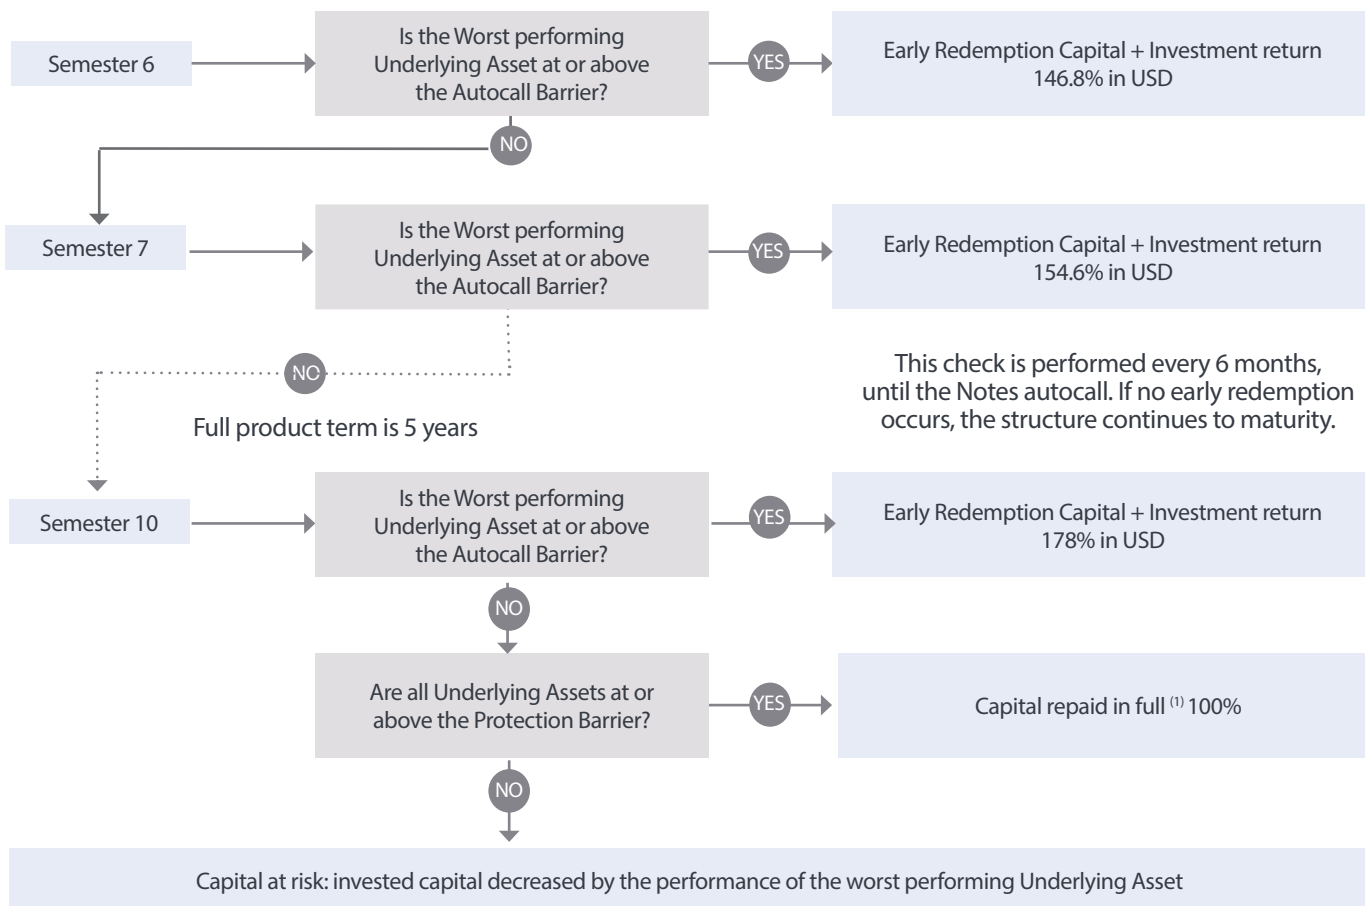 Semester 6
Is the Worst performing
Underlying Asset at or above
the Autocall Barrier?
YES
Early Redemption Capital + Investment return
146.8% in USD
NO
Semester 7
Is the Worst performing
Underlying Asset at or above
the Autocall Barrier?
YES
Early Redemption Capital + Investment return
154.6% in USD
NO
Full product term is 5 years
This check is performed every 6 months,
until the Notes autocall. If no early redemption
occurs, the structure continues to maturity.
Semester 10
Is the Worst performing
Underlying Asset at or above
the Autocall Barrier?
YES
Early Redemption Capital + Investment return
178% in USD
NO
Are all Underlying Assets at or
above the Protection Barrier?
YES
Capital repaid in full (1) 100%
NO
Capital at risk: invested capital decreased by the performance of the worst performing Underlying Asset